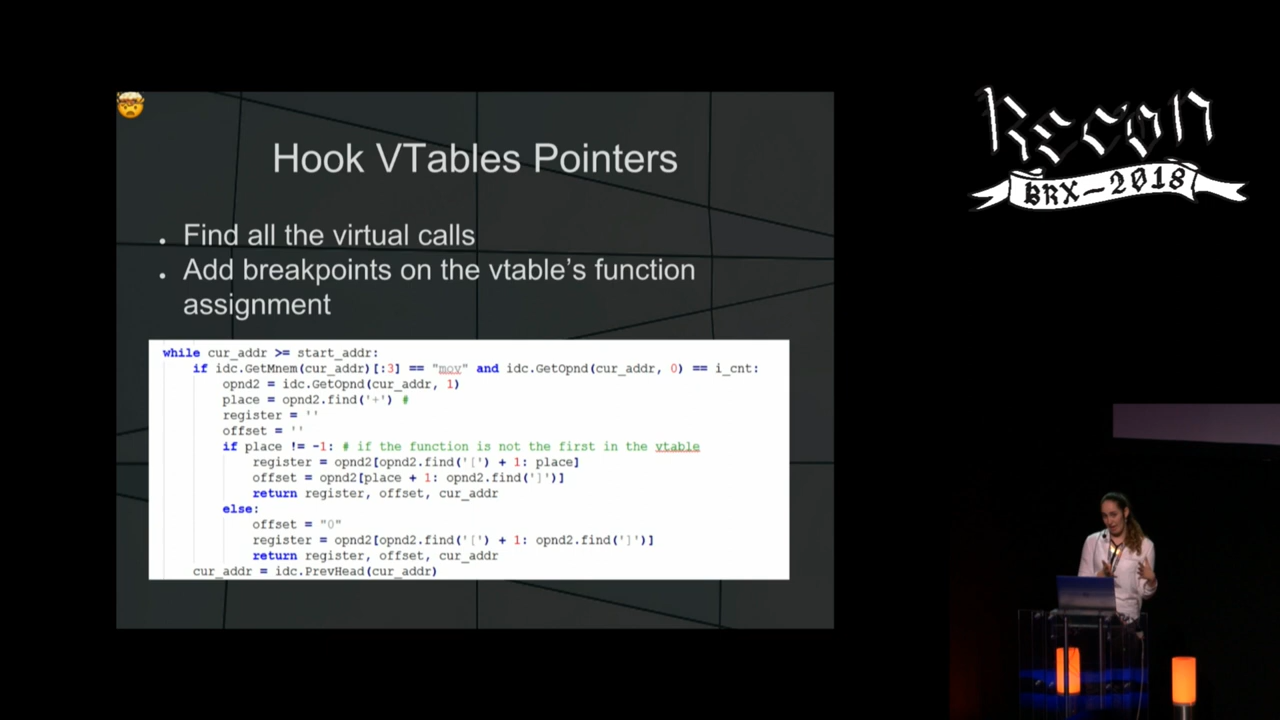 Hook VTables Pointers
Find all the virtual calls
Add breakpoints on the vtable's function
assignment
while cur_addr >= start_addr:
if idc.GetMnem(cur_addr)[:3] == "mov" and idc.GetOpnd(cur_addr, 0) == i_cnt:
opnd2 = idc.GetOpnd(cur_addr, 1)
place = opnd2.find('+') #
register = ''
offset = ''
if place != -1: # if the function is not the first in the vtable
register = opnd2[opnd2.find('[') + 1: place]
offset = opnd2[place + 1: opnd2.find(']')]
return register, offset, cur_addr
else:
offset = "0"
register = opnd2[opnd2.find('[') + 1: opnd2.find(']')]
return register, offset, cur_addr
cur_addr = idc.PrevHead(cur_addr)
Recon
BRX-2018